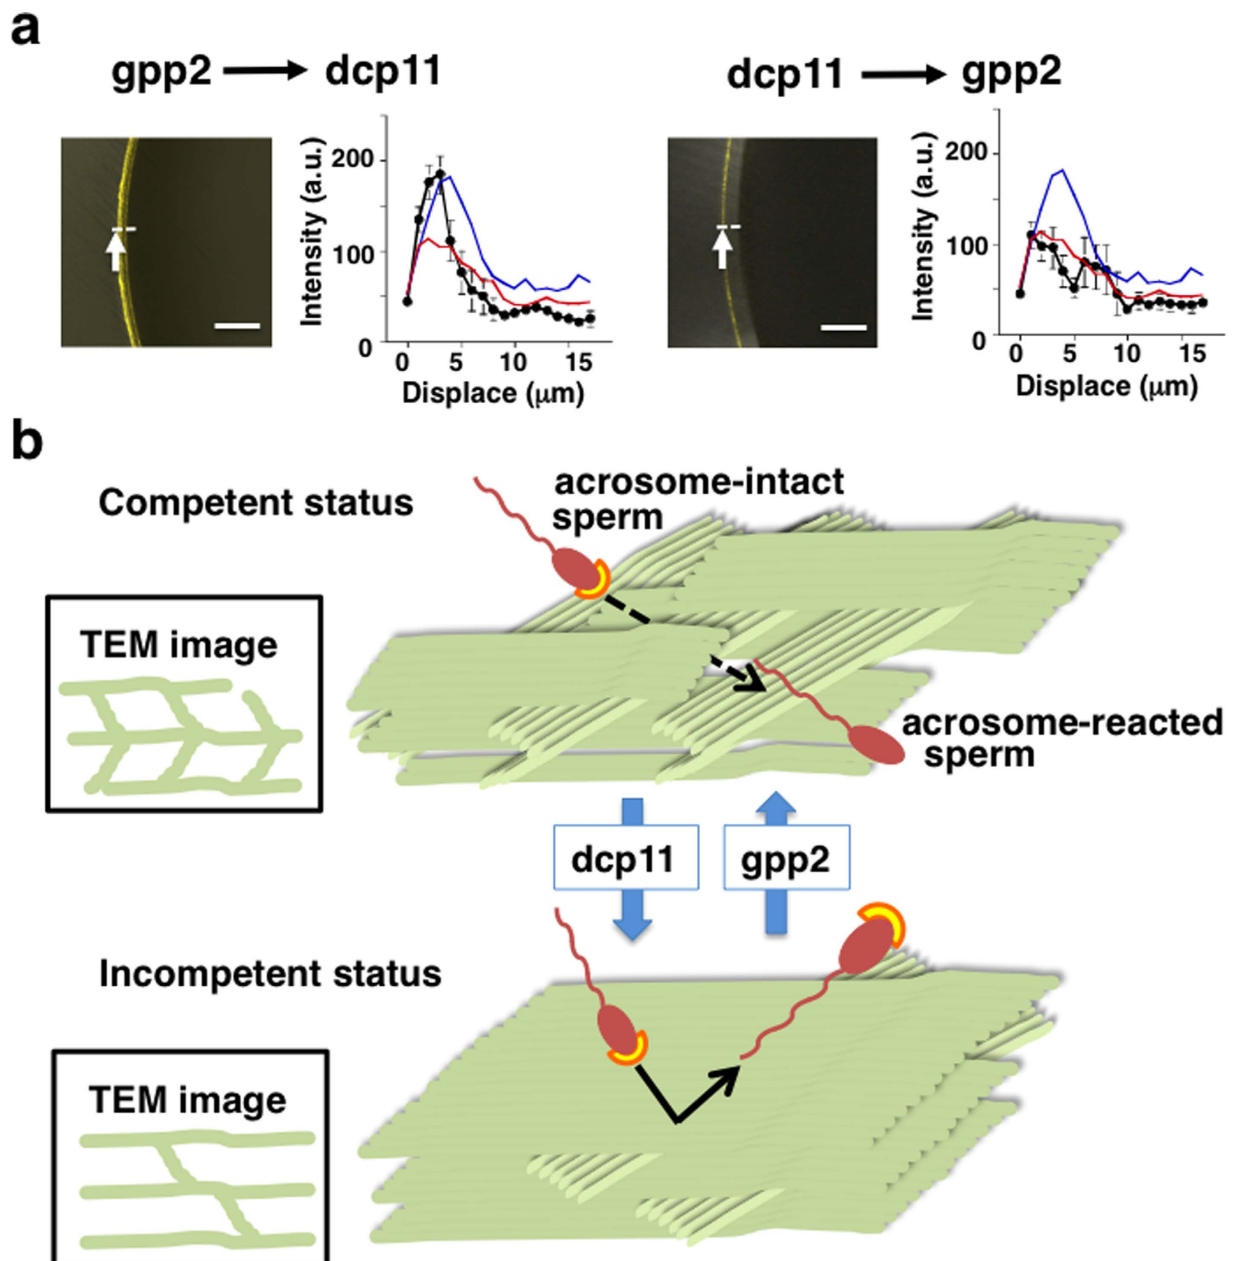 a
gpp2 → dcp11
dcp11 → gpp2
Intensity (a.u.)
200
100
0
0 5 10 15
Displace (μm)
Intensity (a.u.)
200
100
0
0 5 10 15
Displace (μm)
b
Competent status
acrosome-intact
sperm
TEM image
acrosome-reacted
sperm
dcp11
gpp2
Incompetent status
TEM image